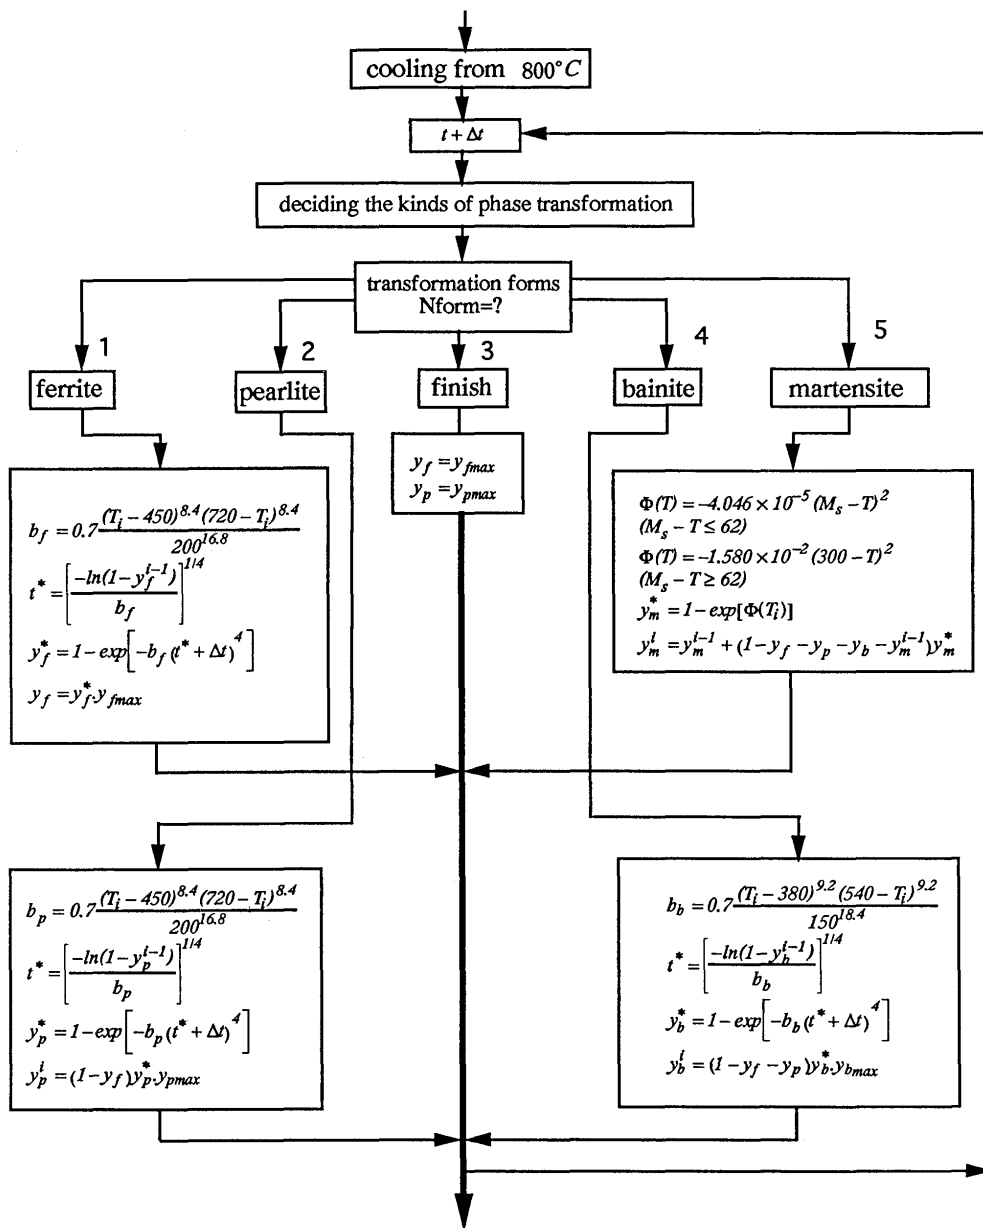 cooling from 800°C
t + Δt
deciding the kinds of phase transformation
transformation forms
Nform=?
1
2
3
4
5
ferrite
pearlite
finish
bainite
martensite
y_f = y_fmax
y_p = y_pmax
b_f = 0.7 (T_i − 450)^8.4 (720 − T_i)^8.4 / 200^16.8
t* = [−ln(1 − y_f^{i−1}) / b_f]^1/4
y_f^* = 1 − exp[−b_f (t* + Δt)^4]
y_f = y_f^*.y_fmax
Φ(T) = −4.046 × 10^−5 (M_s − T)^2
(M_s − T ≤ 62)
Φ(T) = −1.580 × 10^−2 (300 − T)^2
(M_s − T ≥ 62)
y_m^* = 1 − exp[Φ(T_i)]
y_m^i = y_m^{i−1} + (1 − y_f − y_p − y_b − y_m^{i−1}) y_m^*
b_p = 0.7 (T_i − 450)^8.4 (720 − T_i)^8.4 / 200^16.8
t* = [−ln(1 − y_p^{i−1}) / b_p]^1/4
y_p^* = 1 − exp[−b_p (t* + Δt)^4]
y_p^i = (1 − y_f) y_p^*.y_pmax
b_b = 0.7 (T_i − 380)^9.2 (540 − T_i)^9.2 / 150^18.4
t* = [−ln(1 − y_b^{i−1}) / b_b]^1/4
y_b^* = 1 − exp[−b_b (t* + Δt)^4]
y_b^i = (1 − y_f − y_p) y_b^*.y_bmax